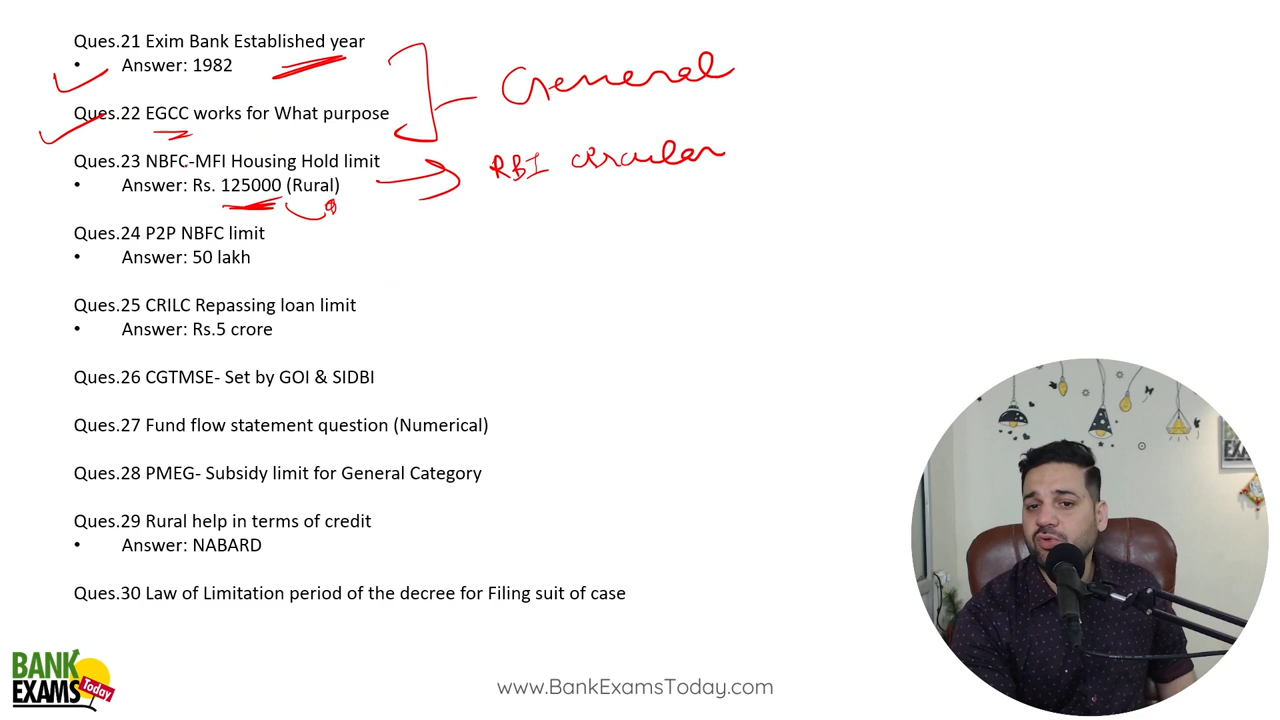 Ques.21 Exim Bank Established year
• Answer: 1982
General
Ques.22 EGCC works for What purpose
Ques.23 NBFC-MFI Housing Hold limit
RBI circular
• Answer: Rs. 125000 (Rural)
Ques.24 P2P NBFC limit
• Answer: 50 lakh
Ques.25 CRILC Repassing loan limit
• Answer: Rs.5 crore
Ques.26 CGTMSE- Set by GOI & SIDBI
Ques.27 Fund flow statement question (Numerical)
Ques.28 PMEG- Subsidy limit for General Category
Ques.29 Rural help in terms of credit
• Answer: NABARD
Ques.30 Law of Limitation period of the decree for Filing suit of case
BANK
EXAMS
Today
www.BankExamsToday.com